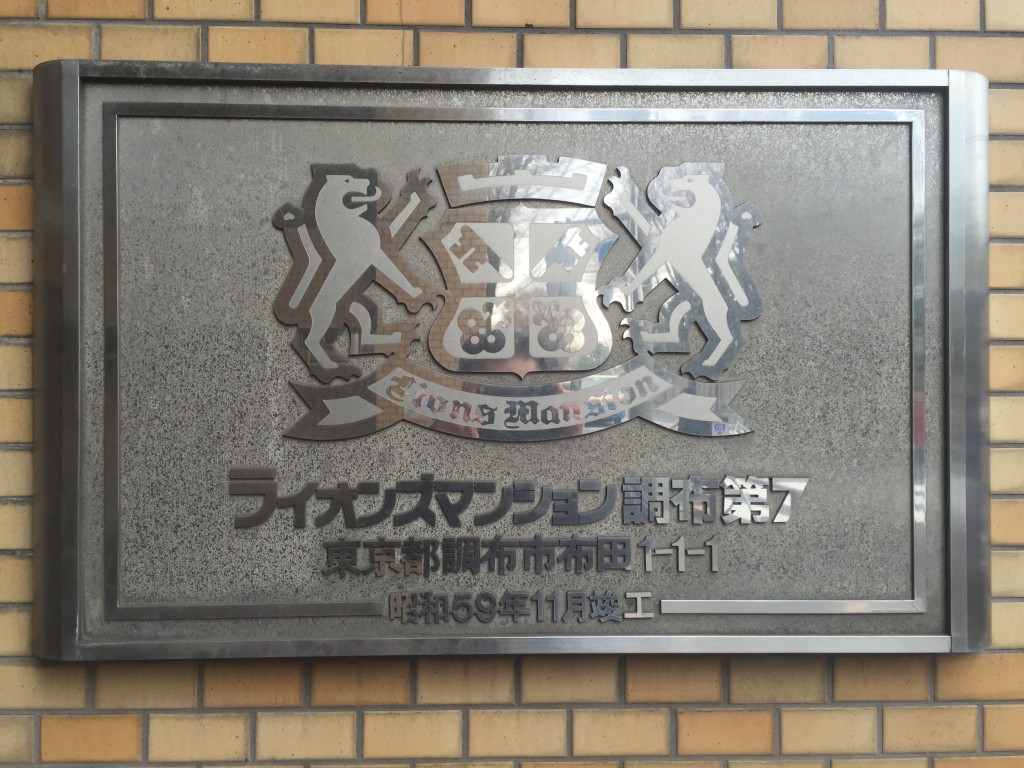 Lions Mansion
ライオンズマンション調布第7
東京都調布市布田1-1-1
昭和59年11月竣工